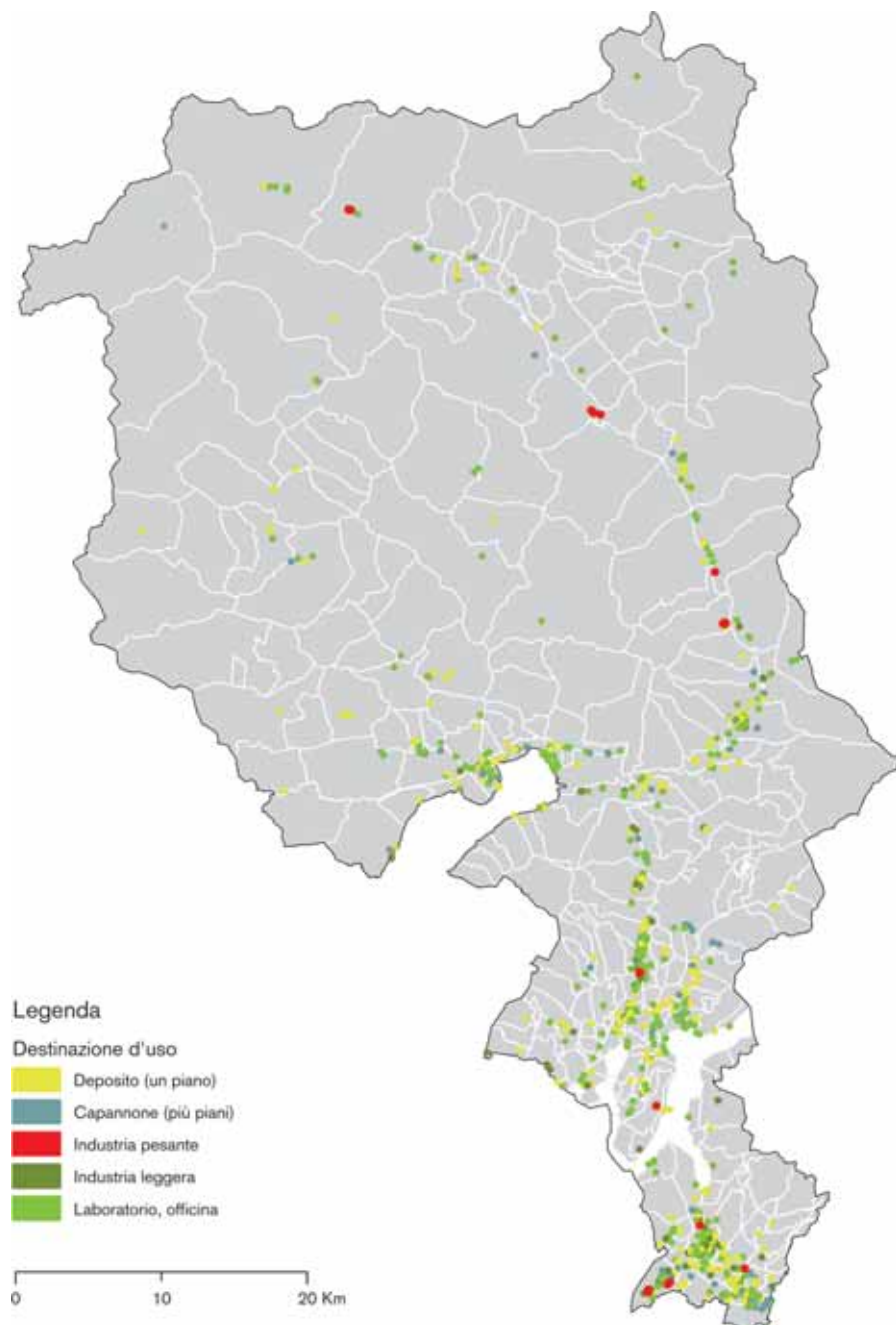 Legenda
Destinazione d'uso
Deposito (un piano)
Capannone (più piani)
Industria pesante
Industria leggera
Laboratorio, officina
0 10 20 Km